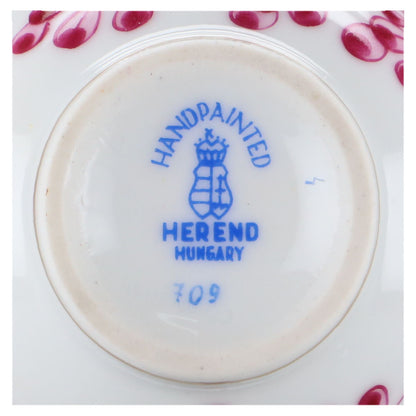 HANDPAINTED
HEREND
HUNGARY
709